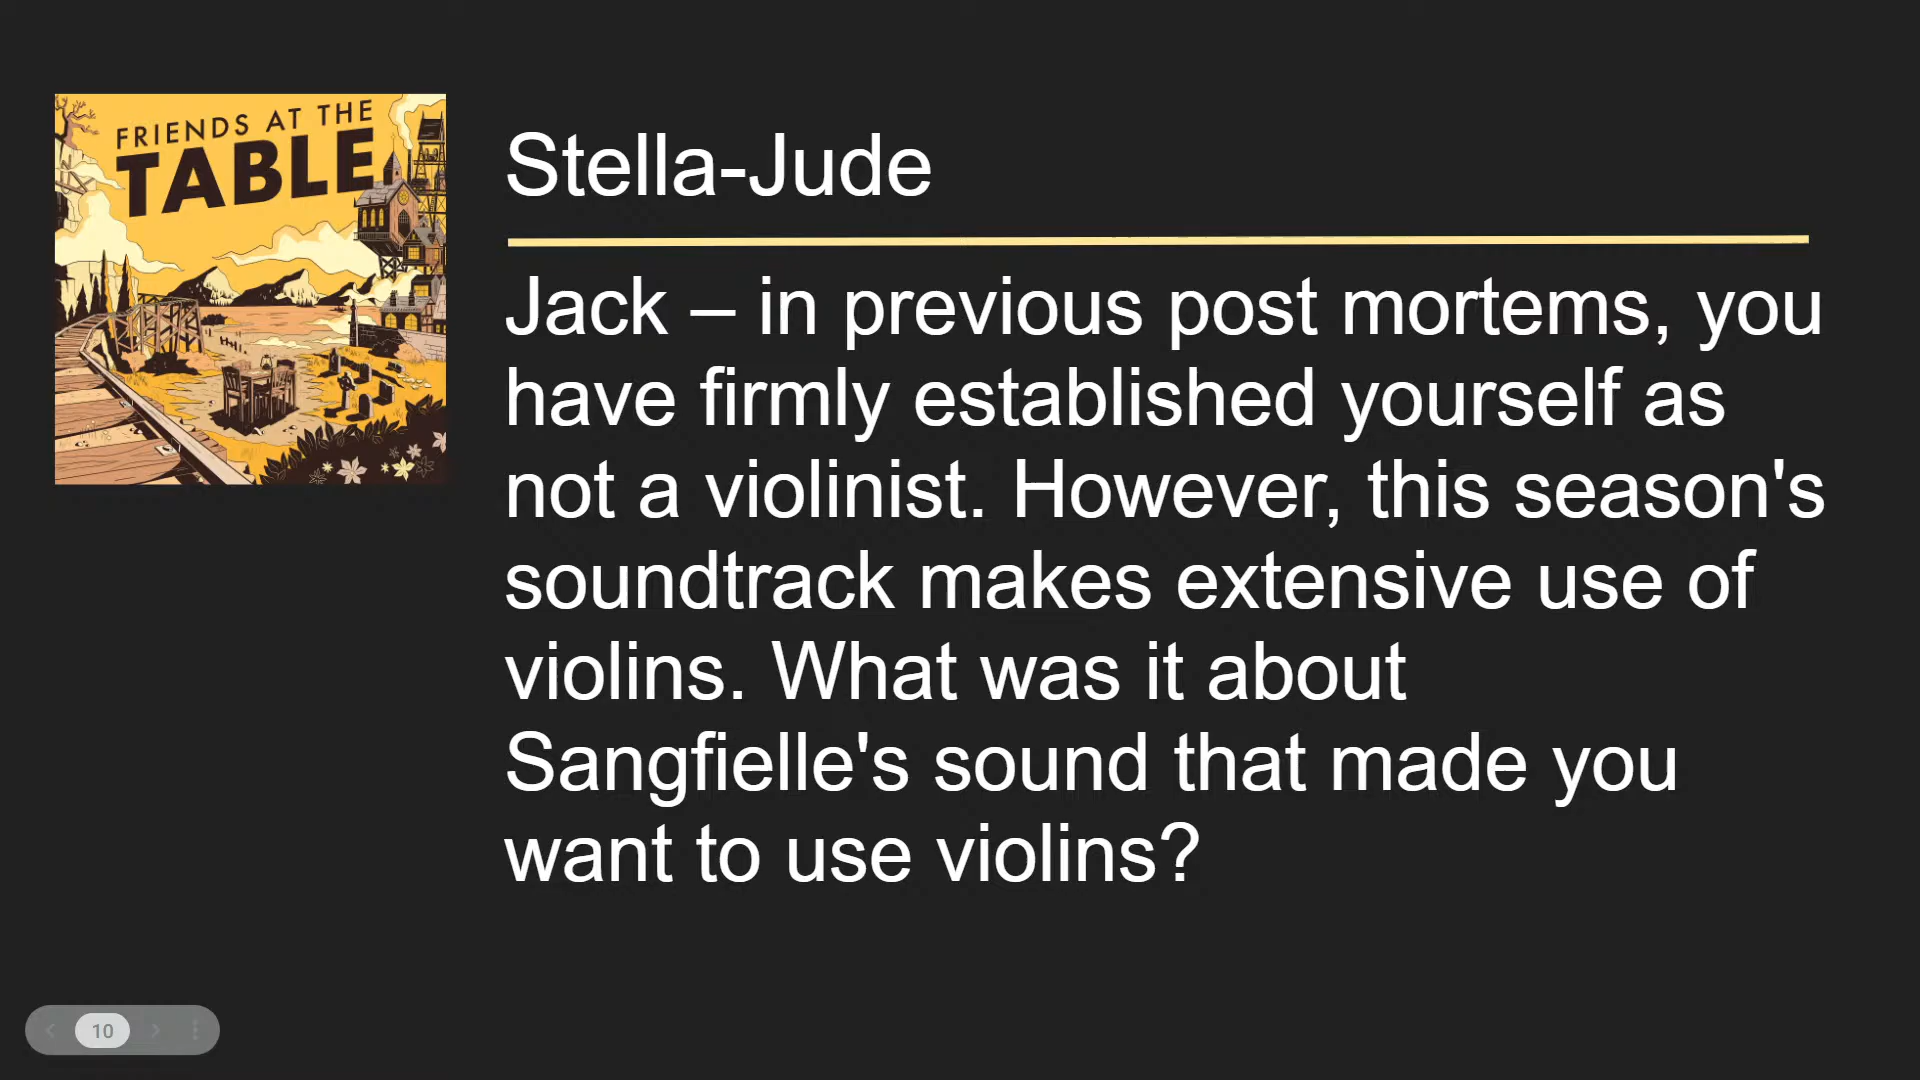 FRIENDS AT THE
TABLE
Stella-Jude
Jack – in previous post mortems, you
have firmly established yourself as
not a violinist. However, this season's
soundtrack makes extensive use of
violins. What was it about
Sangfielle's sound that made you
want to use violins?
10